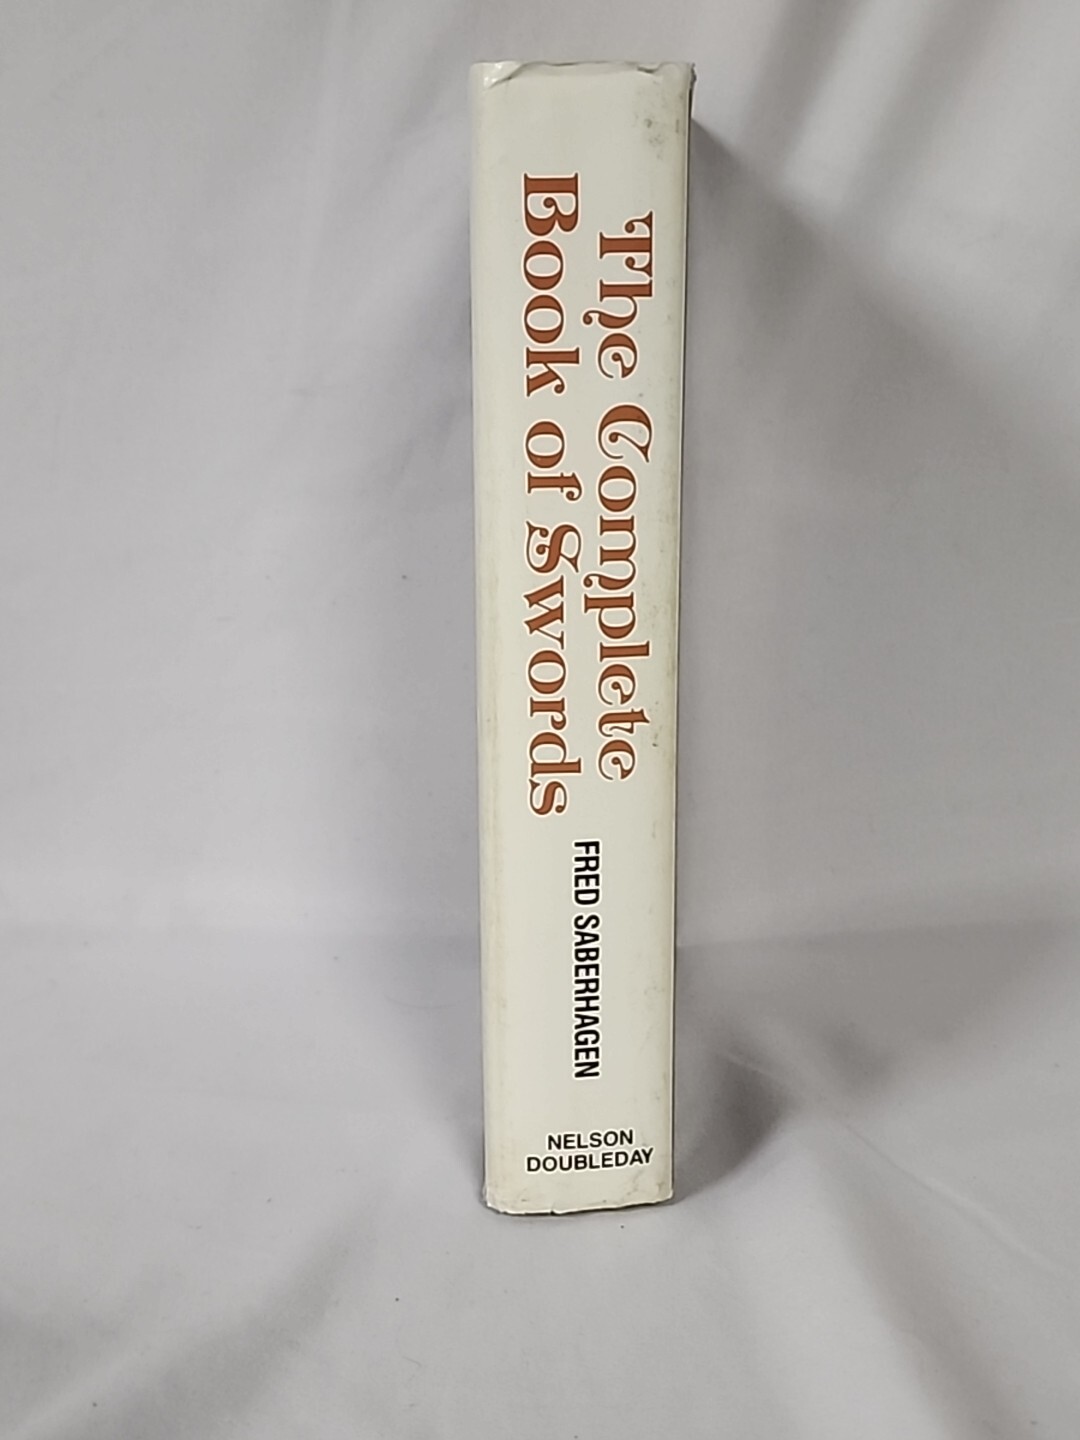 The Complete
Book of Swords
FRED SABERHAGEN
NELSON
DOUBLEDAY